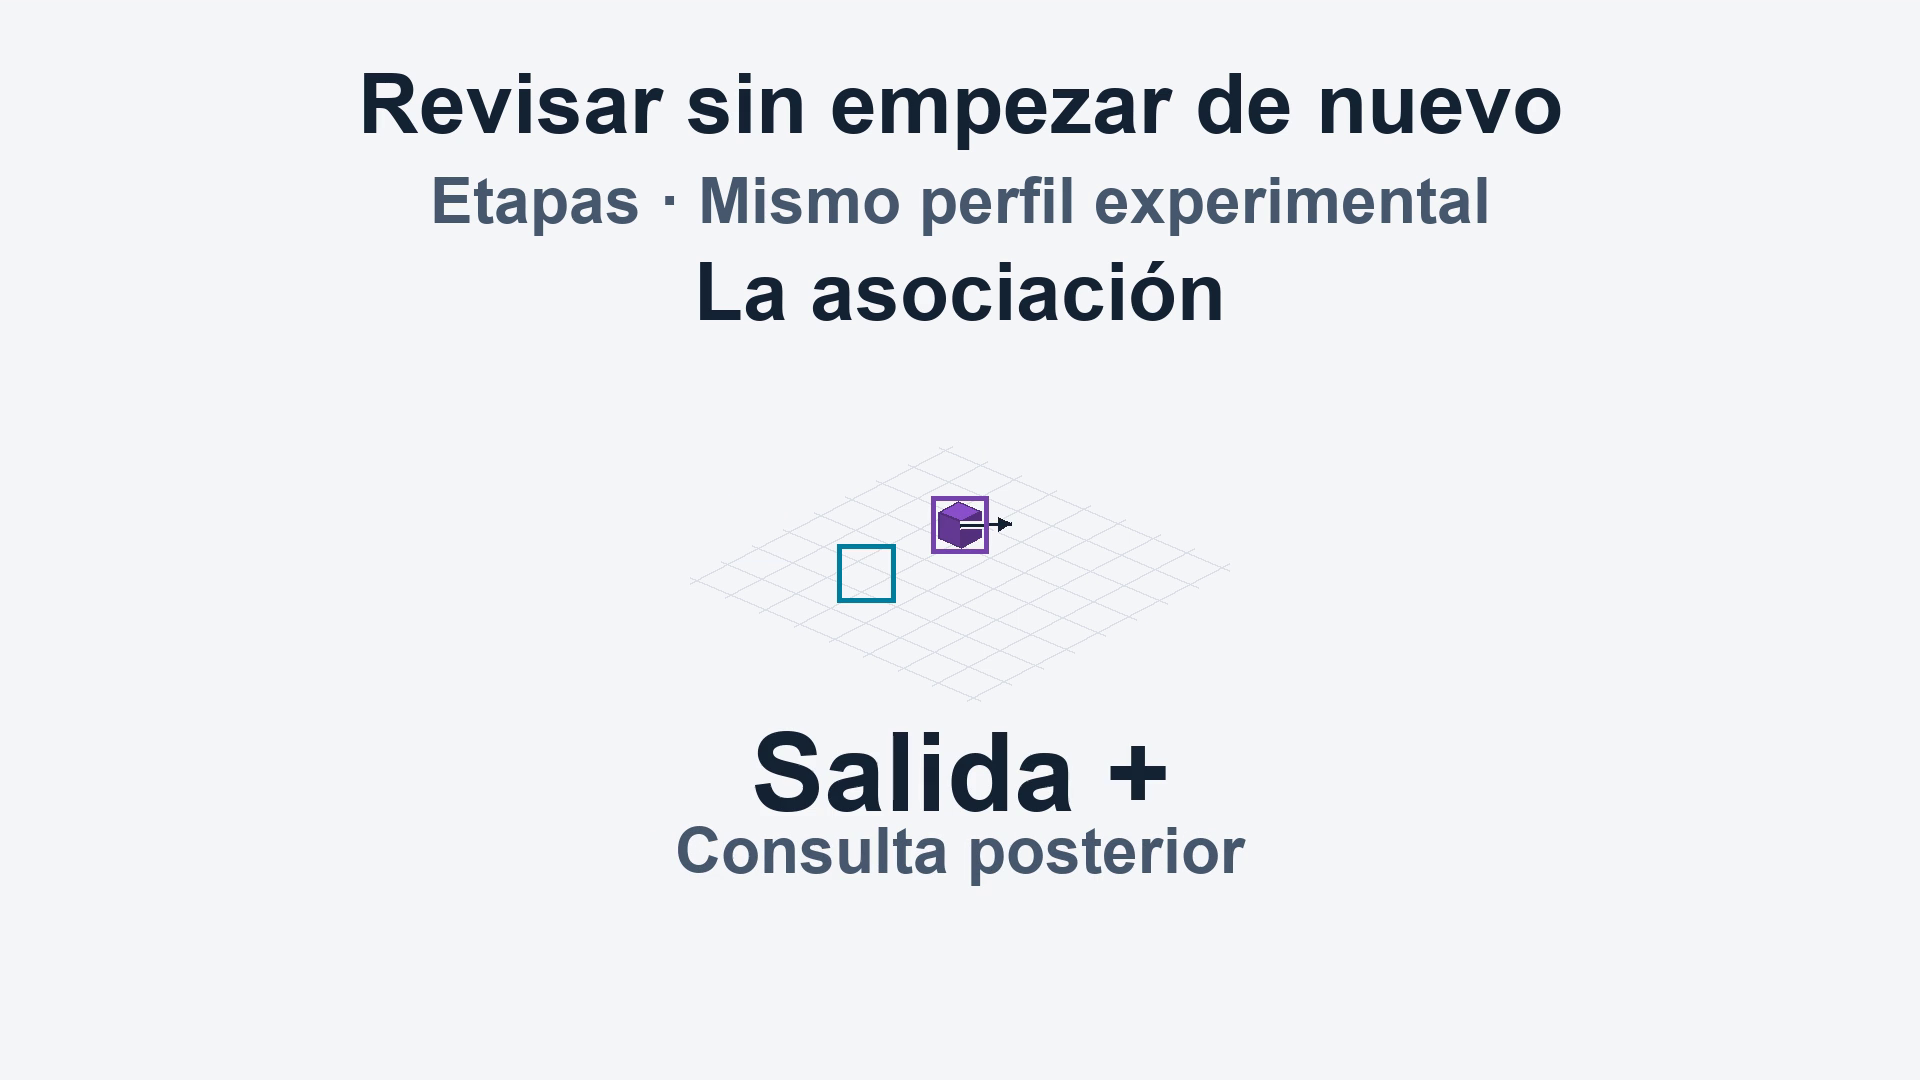 Revisar sin empezar de nuevo
Etapas · Mismo perfil experimental
La asociación
Salida +
Consulta posterior